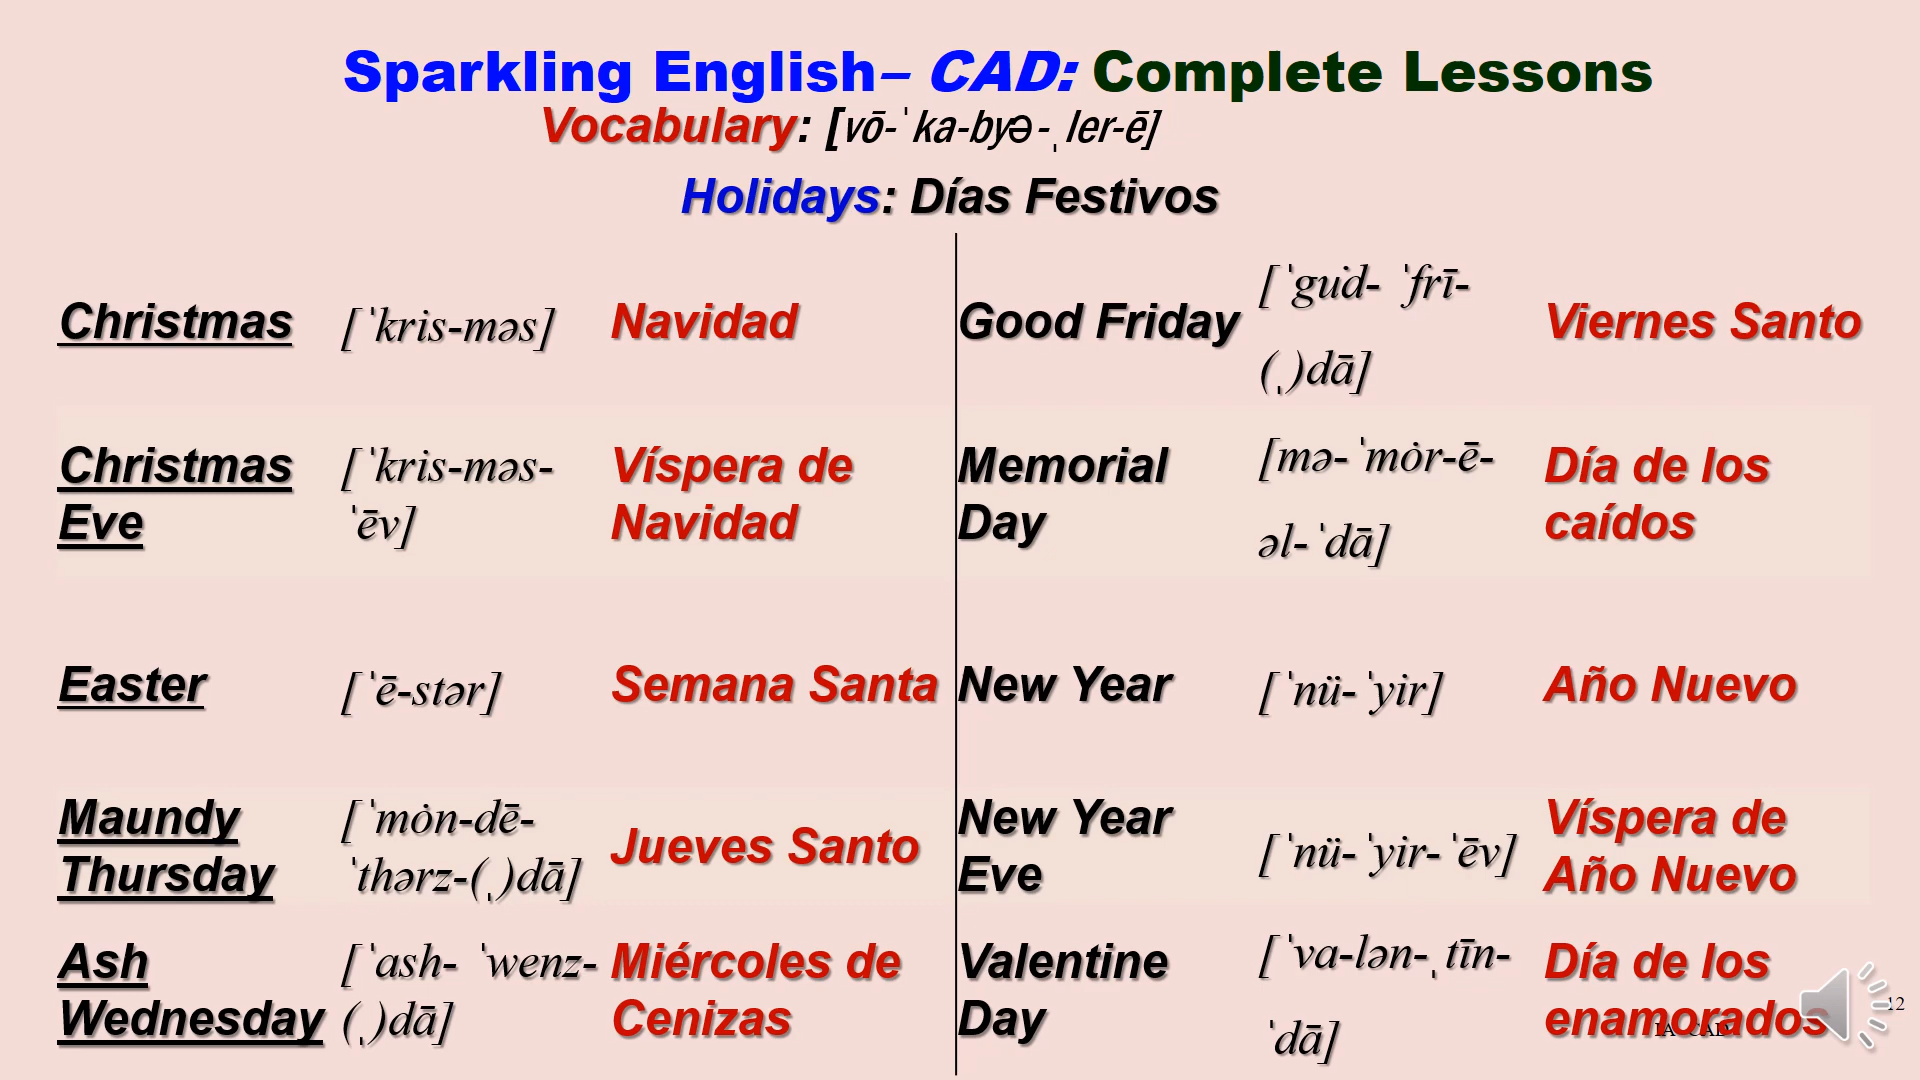 Sparkling English– CAD: Complete Lessons
Vocabulary: [vō-ˈka-byə-ˌler-ē]
Holidays: Días Festivos
Christmas [ˈkris-məs] Navidad
Christmas
Eve
[ˈkris-məs-
ˈēv]
Víspera de
Navidad
Easter [ˈē-stər] Semana Santa
Maundy
Thursday
[ˈmȯn-dē-
ˈthərz-(ˌ)dā]
Jueves Santo
Ash
Wednesday
[ˈash- ˈwenz-
(ˌ)dā]
Miércoles de
Cenizas
Good Friday
[ˈgu̇d- ˈfrī-
(ˌ)dā]
Viernes Santo
Memorial
Day
[mə-ˈmȯr-ē-
əl-ˈdā]
Día de los
caídos
New Year [ˈnü-ˈyir] Año Nuevo
New Year
Eve
[ˈnü-ˈyir-ˈēv]
Víspera de
Año Nuevo
Valentine
Day
[ˈva-lən-ˌtīn-
ˈdā]
Día de los
enamorados
12